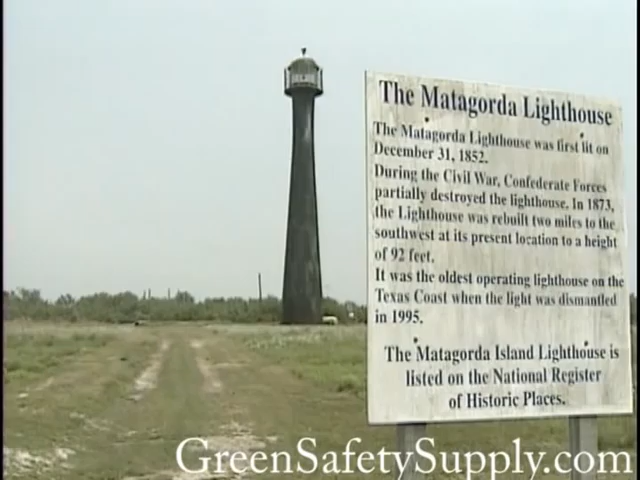 The Matagorda Lighthouse
The Matagorda Lighthouse was first lit on
December 31, 1852.
During the Civil War, Confederate Forces
partially destroyed the lighthouse. In 1873,
the Lighthouse was rebuilt two miles to the
southwest at its present location to a height
of 92 feet.
It was the oldest operating lighthouse on the
Texas Coast when the light was dismantled
in 1995.
The Matagorda Island Lighthouse is
listed on the National Register
of Historic Places.
GreenSafetySupply.com